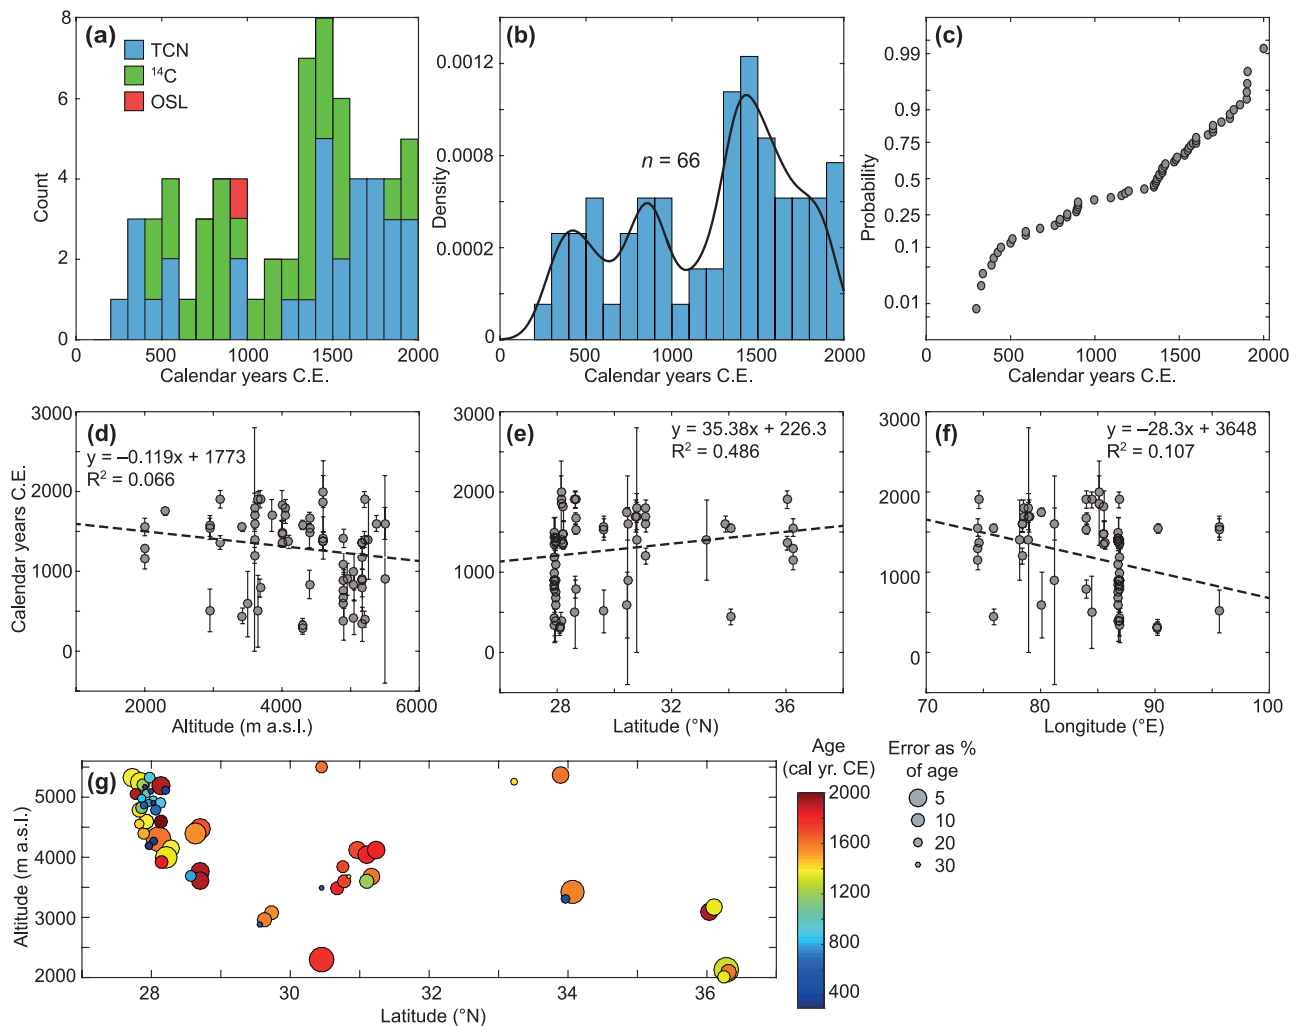 (a)
TCN
14C
OSL
Count
8
6
4
2
0
0
500
1000
1500
2000
Calendar years C.E.
(b)
n = 66
Density
0.0012
0.0008
0.0002
0
0
500
1000
1500
2000
Calendar years C.E.
(c)
Probability
0.99
0.9
0.75
0.5
0.25
0.1
0.01
0
500
1000
1500
2000
Calendar years C.E.
(d)
y = –0.119x + 1773
R2 = 0.066
Calendar years C.E.
3000
2000
1000
0
2000
4000
6000
Altitude (m a.s.l.)
(e)
y = 35.38x + 226.3
R2 = 0.486
3000
2000
1000
0
28
32
36
Latitude (°N)
(f)
y = –28.3x + 3648
R2 = 0.107
3000
2000
1000
0
70
80
90
100
Longitude (°E)
(g)
Altitude (m a.s.l.)
5000
4000
3000
2000
28
30
32
34
36
Latitude (°N)
Age
(cal yr. CE)
2000
1600
1200
800
400
Error as %
of age
5
10
20
30